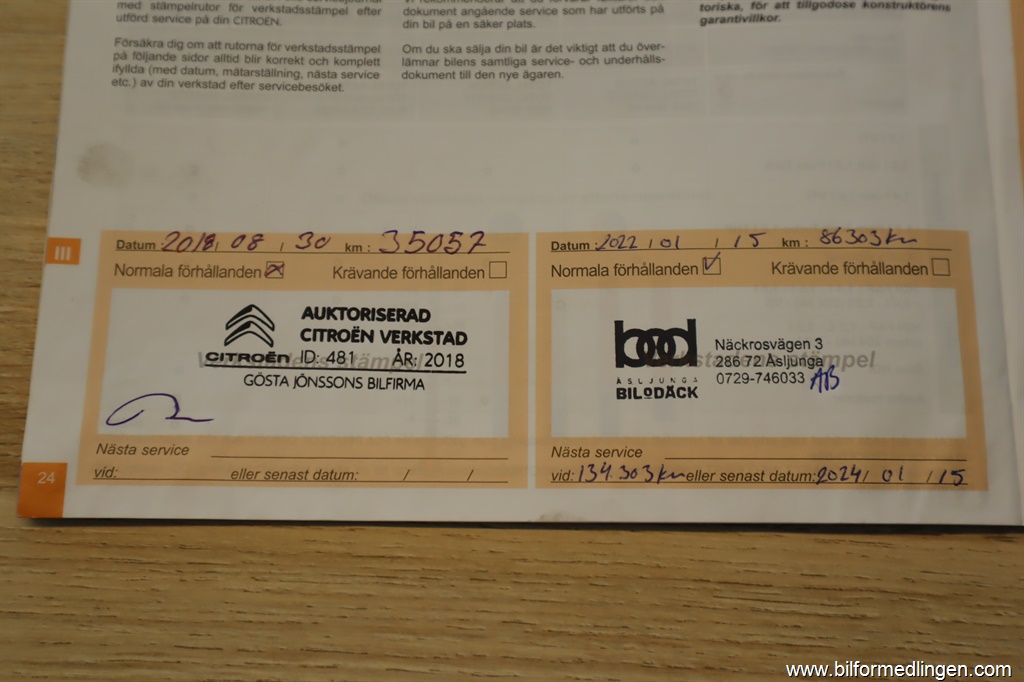 med stämpelrutor för verkstadsstämpel efter
utförd service på din CITROËN.
Försäkra dig om att rutorna för verkstadsstämpel
på följande sidor alltid blir korrekt och komplett
ifyllda (med datum, mätarställning, nästa service
etc.) av din verkstad efter servicebesöket.
dokument angående service som har utförts på
din bil på en säker plats.
Om du ska sälja din bil är det viktigt att du över-
lämnar bilens samtliga service- och underhålls-
dokument till den nye ägaren.
toriska, för att tillgodose konstruktörens
garantivillkor.
III
Datum 2018 / 08 / 30 km : 35057
Normala förhållanden Krävande förhållanden
AUKTORISERAD
CITROËN VERKSTAD
CITROËN ID: 481 ÅR: 2018
GÖSTA JÖNSSONS BILFIRMA
Nästa service
vid: eller senast datum: / /
Datum 2022 / 01 / 15 km : 86303km
Normala förhållanden Krävande förhållanden
bod Näckrosvägen 3
286 72 Åsljunga
Verkstadens stämpel
ÅSLJUNGA 0729-746033 AB
BILoDÄCK
Nästa service
vid: 134.303km eller senast datum: 2024 / 01 / 15
24
www.bilformedlingen.com